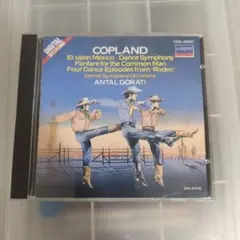 COPLAND
El salón México · Dance Symphony
Fanfare for the Common Man
Four Dance Episodes from 'Rodeo'
Detroit Symphony Orchestra
ANTAL DORATI
DIGITAL